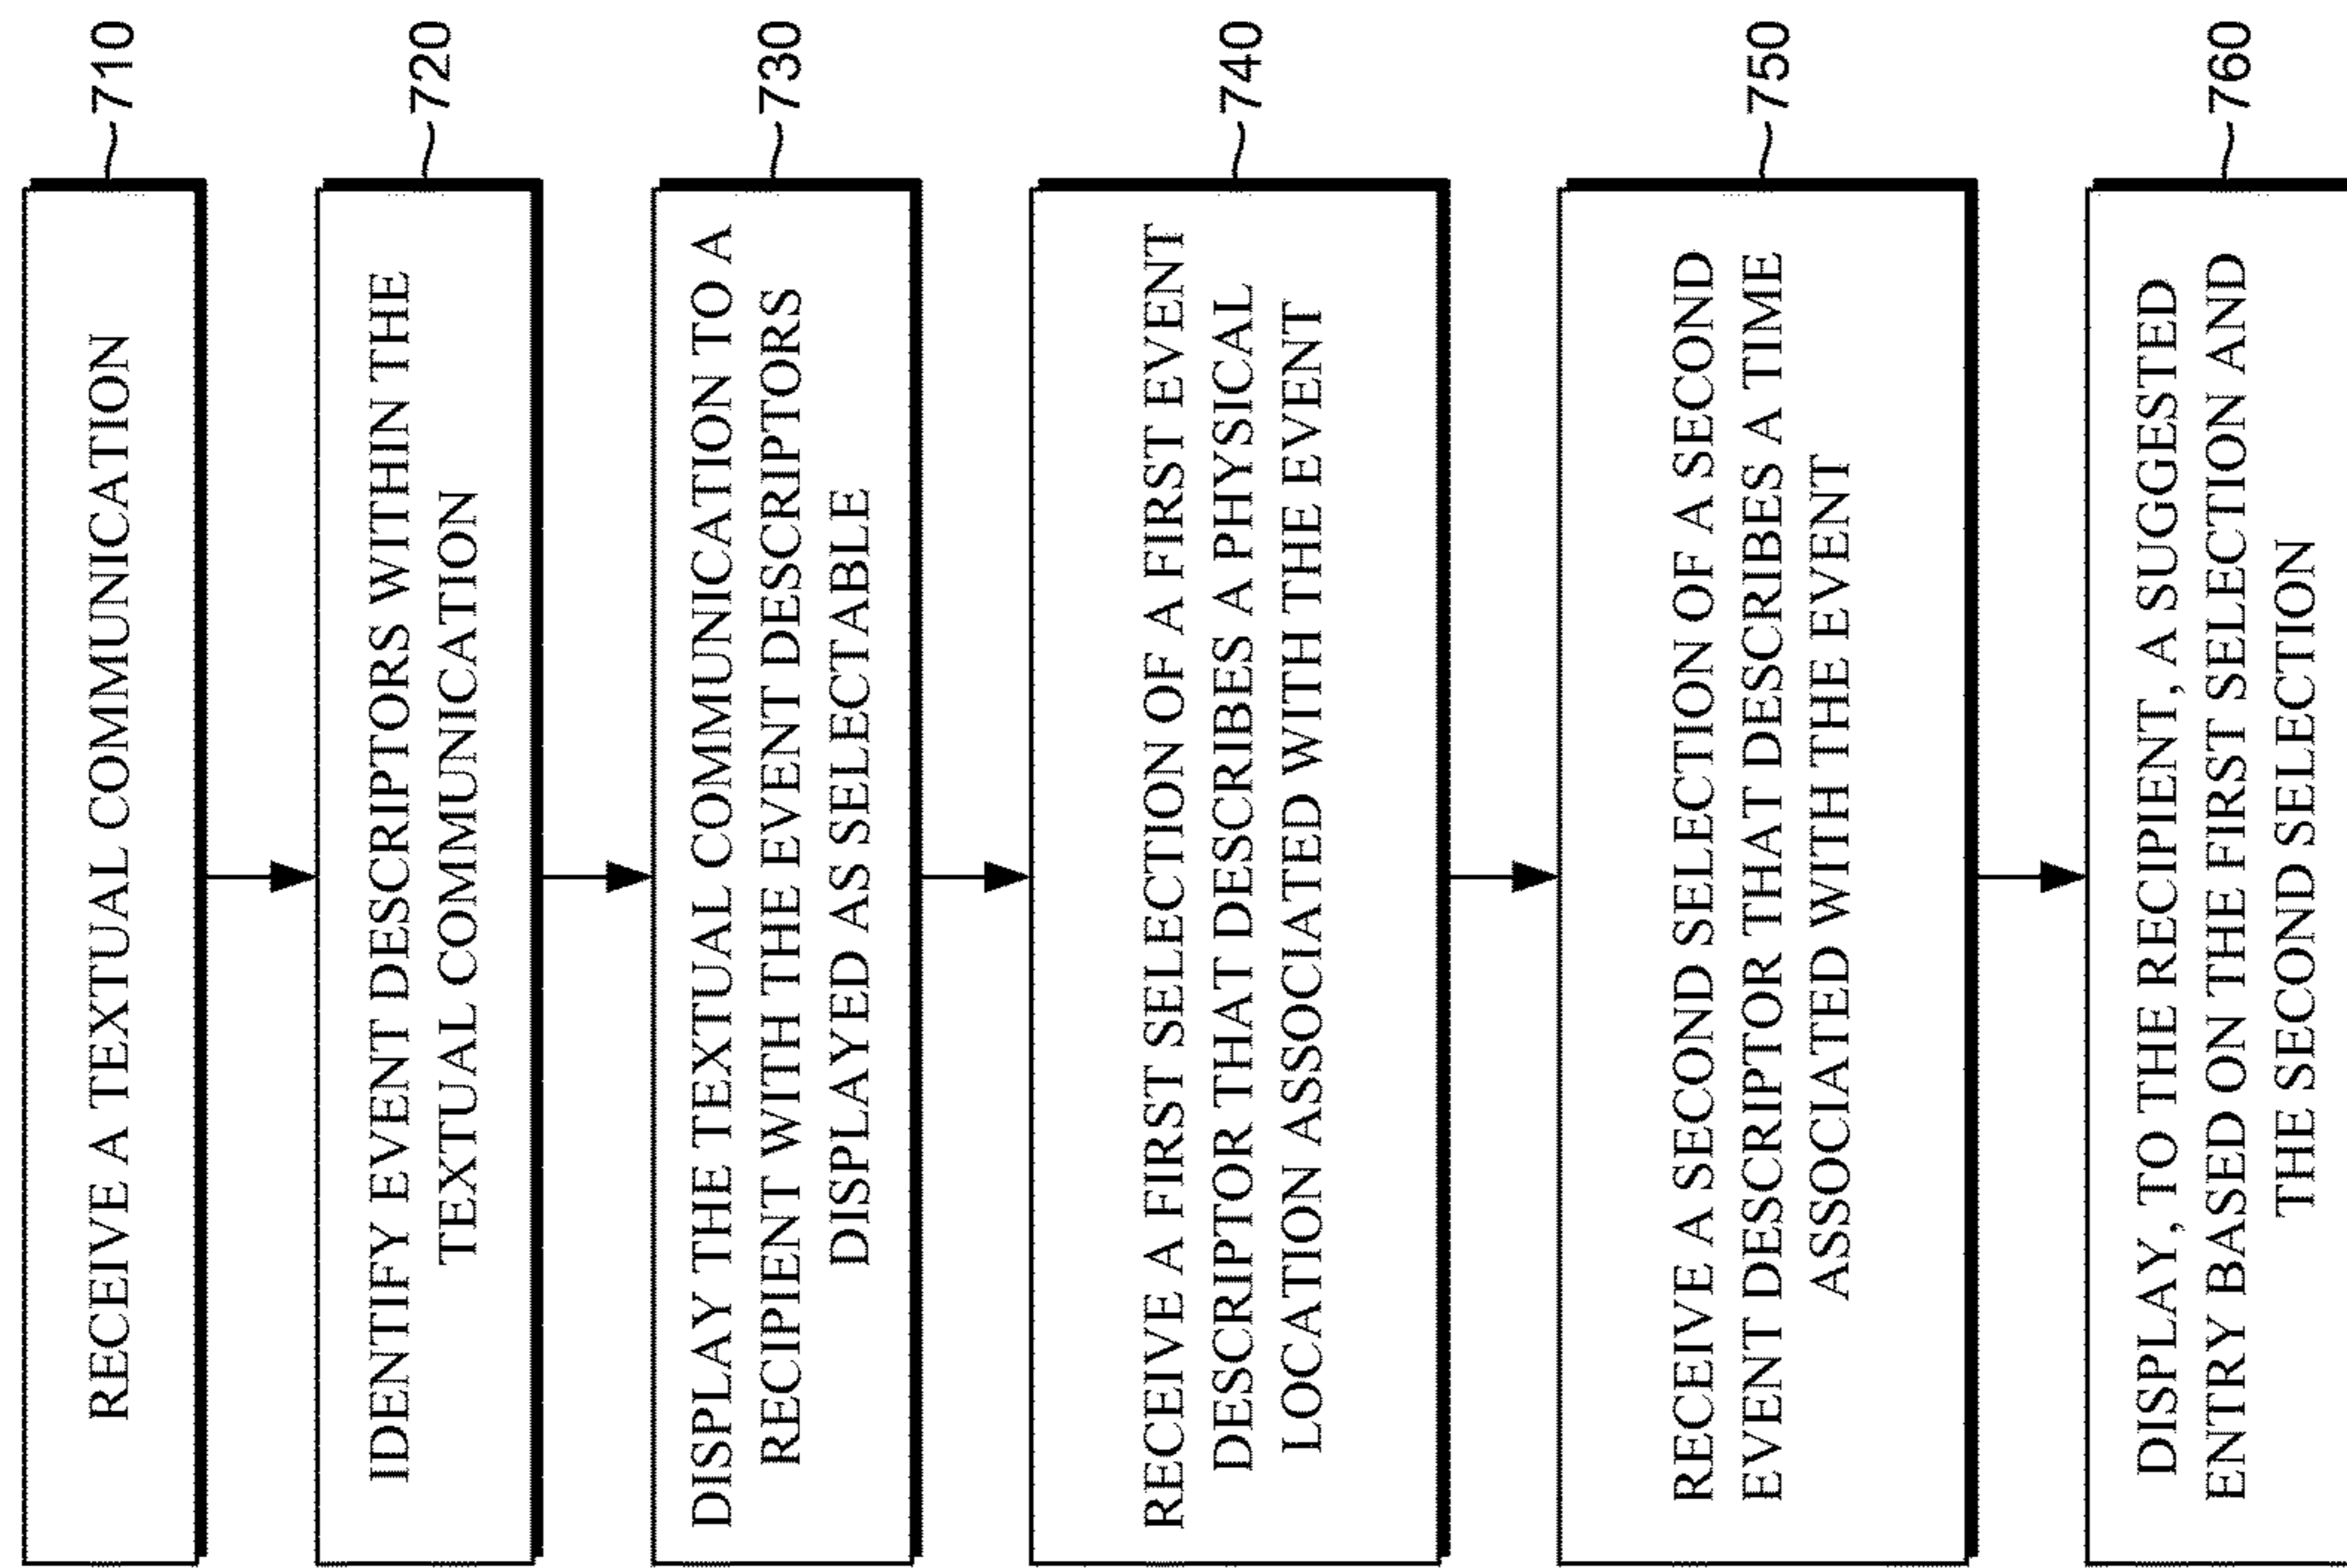 RECEIVE A TEXTUAL COMMUNICATION
710
IDENTIFY EVENT DESCRIPTORS WITHIN THE
TEXTUAL COMMUNICATION
720
DISPLAY THE TEXTUAL COMMUNICATION TO A
RECIPIENT WITH THE EVENT DESCRIPTORS
DISPLAYED AS SELECTABLE
730
RECEIVE A FIRST SELECTION OF A FIRST EVENT
DESCRIPTOR THAT DESCRIBES A PHYSICAL
LOCATION ASSOCIATED WITH THE EVENT
740
RECEIVE A SECOND SELECTION OF A SECOND
EVENT DESCRIPTOR THAT DESCRIBES A TIME
ASSOCIATED WITH THE EVENT
750
DISPLAY, TO THE RECIPIENT, A SUGGESTED
ENTRY BASED ON THE FIRST SELECTION AND
THE SECOND SELECTION
760